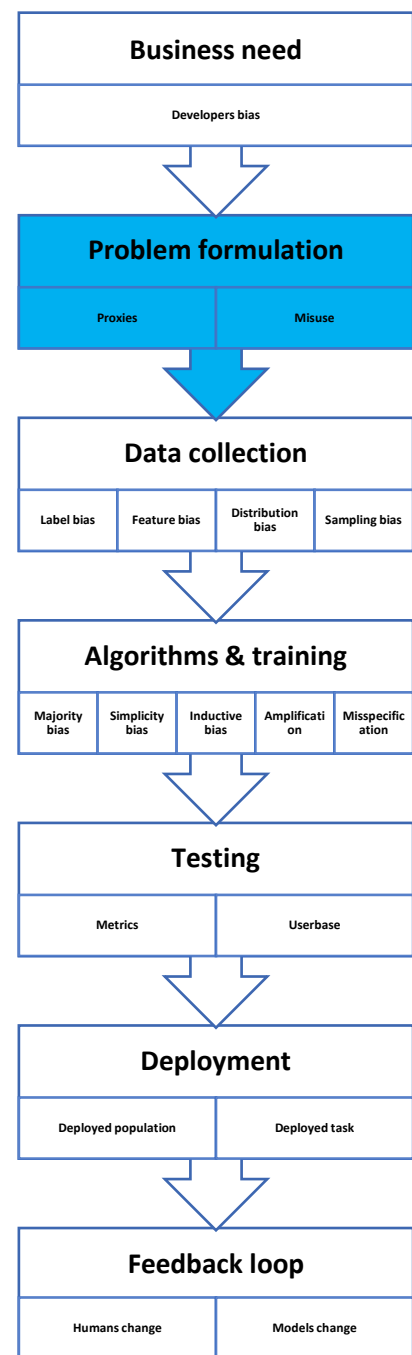 Business need
Developers bias
Problem formulation
Proxies
Misuse
Data collection
Label bias
Feature bias
Distribution
bias
Sampling bias
Algorithms & training
Majority
bias
Simplicity
bias
Inductive
bias
Amplificati
on
Misspecific
ation
Testing
Metrics
Userbase
Deployment
Deployed population
Deployed task
Feedback loop
Humans change
Models change